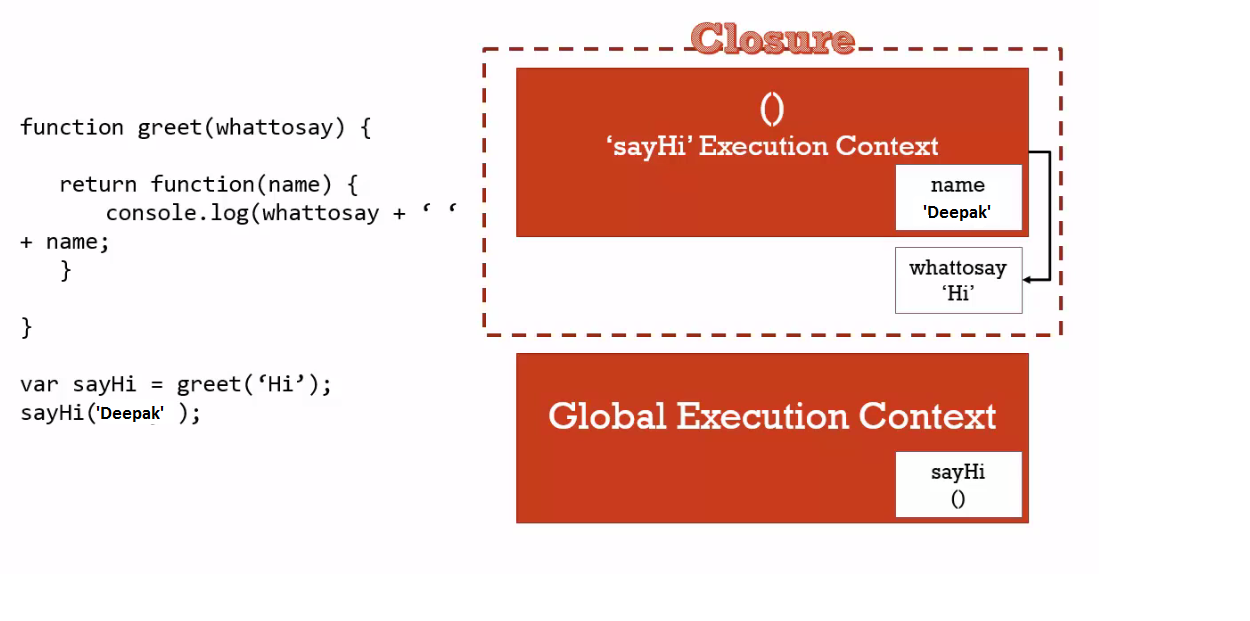 function greet(whattosay) {
return function(name) {
console.log(whattosay + ‘ ‘
+ name;
}
}
var sayHi = greet(‘Hi’);
sayHi('Deepak' );
Closure
()
‘sayHi’ Execution Context
name
'Deepak'
whattosay
‘Hi’
Global Execution Context
sayHi
()